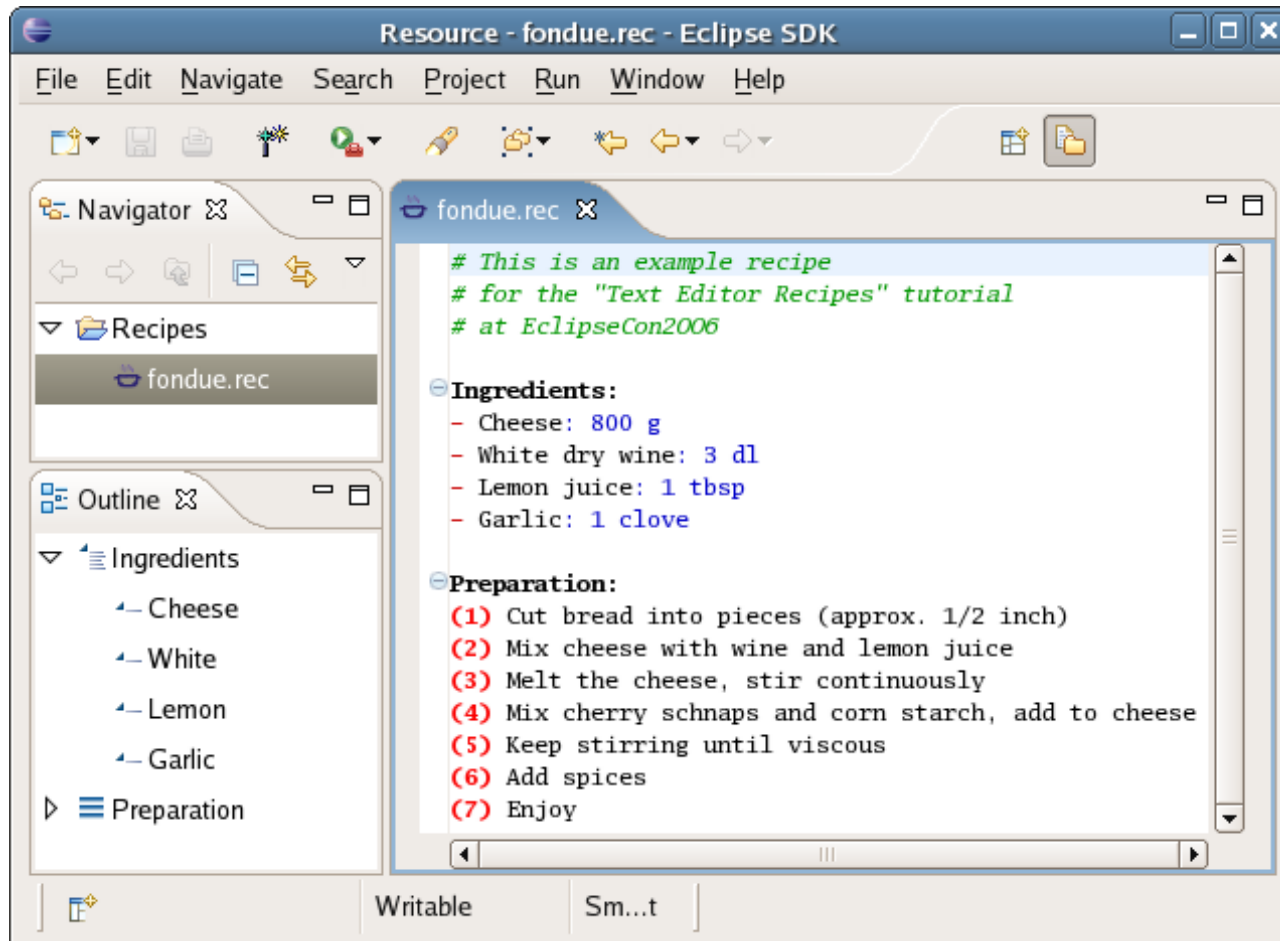 Resource - fondue.rec - Eclipse SDK
File Edit Navigate Search Project Run Window Help
Navigator
Recipes
fondue.rec
Outline
Ingredients
Cheese
White
Lemon
Garlic
Preparation
fondue.rec
# This is an example recipe
# for the "Text Editor Recipes" tutorial
# at EclipseCon2006
Ingredients:
- Cheese: 800 g
- White dry wine: 3 dl
- Lemon juice: 1 tbsp
- Garlic: 1 clove
Preparation:
(1) Cut bread into pieces (approx. 1/2 inch)
(2) Mix cheese with wine and lemon juice
(3) Melt the cheese, stir continuously
(4) Mix cherry schnaps and corn starch, add to cheese
(5) Keep stirring until viscous
(6) Add spices
(7) Enjoy
Writable Sm...t